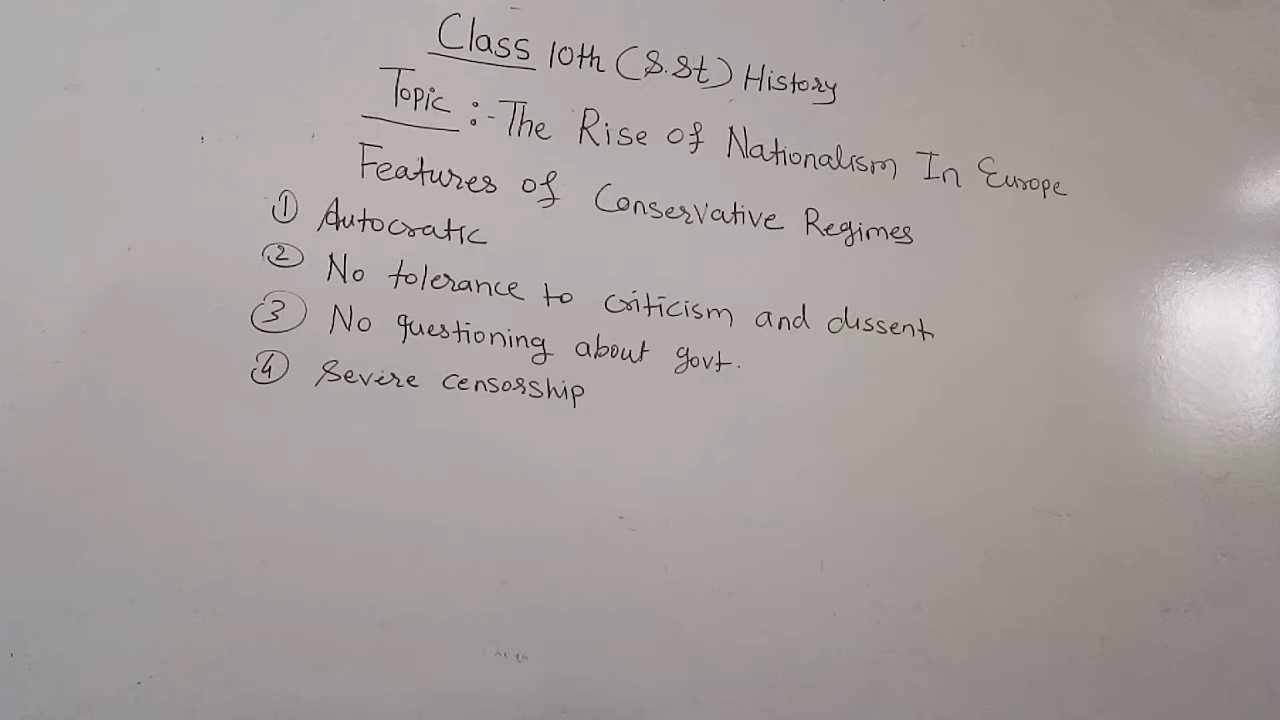 Class 10th (S.St) History
Topic :- The Rise of Nationalism In Europe
Features of Conservative Regimes
① Autocratic
② No tolerance to criticism and dissent
③ No questioning about govt.
④ Severe censorship